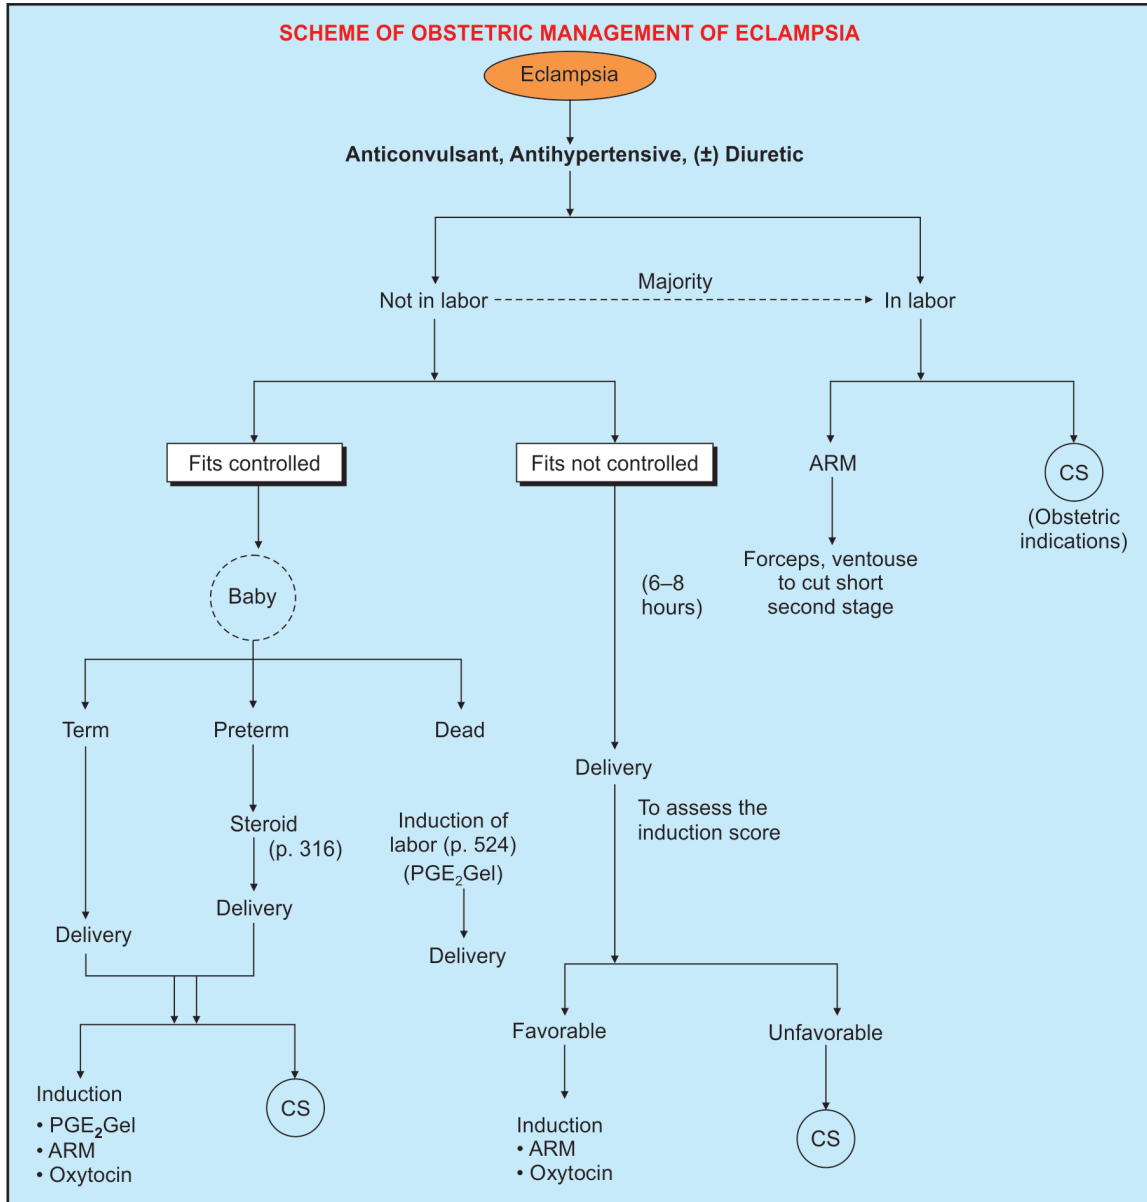 SCHEME OF OBSTETRIC MANAGEMENT OF ECLAMPSIA
Eclampsia
Anticonvulsant, Antihypertensive, (±) Diuretic
Majority
Not in labor
In labor
Fits controlled
Fits not controlled
ARM
CS
(Obstetric
indications)
Forceps, ventouse
to cut short
second stage
Baby
(6–8
hours)
Term
Preterm
Dead
Delivery
To assess the
induction score
Steroid
(p. 316)
Induction of
labor (p. 524)
(PGE₂Gel)
Delivery
Delivery
Delivery
Favorable
Unfavorable
Induction
• PGE₂Gel
• ARM
• Oxytocin
CS
Induction
• ARM
• Oxytocin
CS